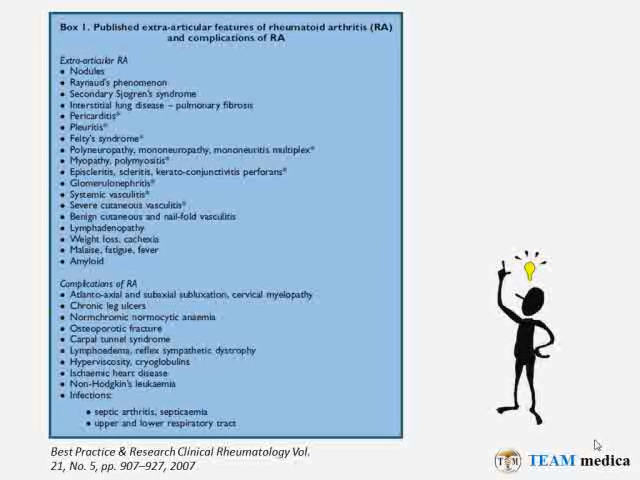 Box 1. Published extra-articular features of rheumatoid arthritis (RA)
and complications of RA
Extra-articular RA
• Nodules
• Raynaud's phenomenon
• Secondary Sjogren's syndrome
• Interstitial lung disease – pulmonary fibrosis
• Pericarditis*
• Pleuritis*
• Felty's syndrome*
• Polyneuropathy, mononeuropathy, mononeuritis multiplex*
• Myopathy, polymyositis*
• Episcleritis, scleritis, kerato-conjunctivitis perforans*
• Glomerulonephritis*
• Systemic vasculitis*
• Severe cutaneous vasculitis*
• Benign cutaneous and nail-fold vasculitis
• Lymphadenopathy
• Weight loss, cachexia
• Malaise, fatigue, fever
• Amyloid
Complications of RA
• Atlanto-axial and subaxial subluxation, cervical myelopathy
• Chronic leg ulcers
• Normchromic normocytic anaemia
• Osteoporotic fracture
• Carpal tunnel syndrome
• Lymphoedema, reflex sympathetic dystrophy
• Hyperviscosity, cryoglobulins
• Ischaemic heart disease
• Non-Hodgkin's leukaemia
• Infections:
• septic arthritis, septicaemia
• upper and lower respiratory tract
Best Practice & Research Clinical Rheumatology Vol.
21, No. 5, pp. 907–927, 2007
TEAM medica